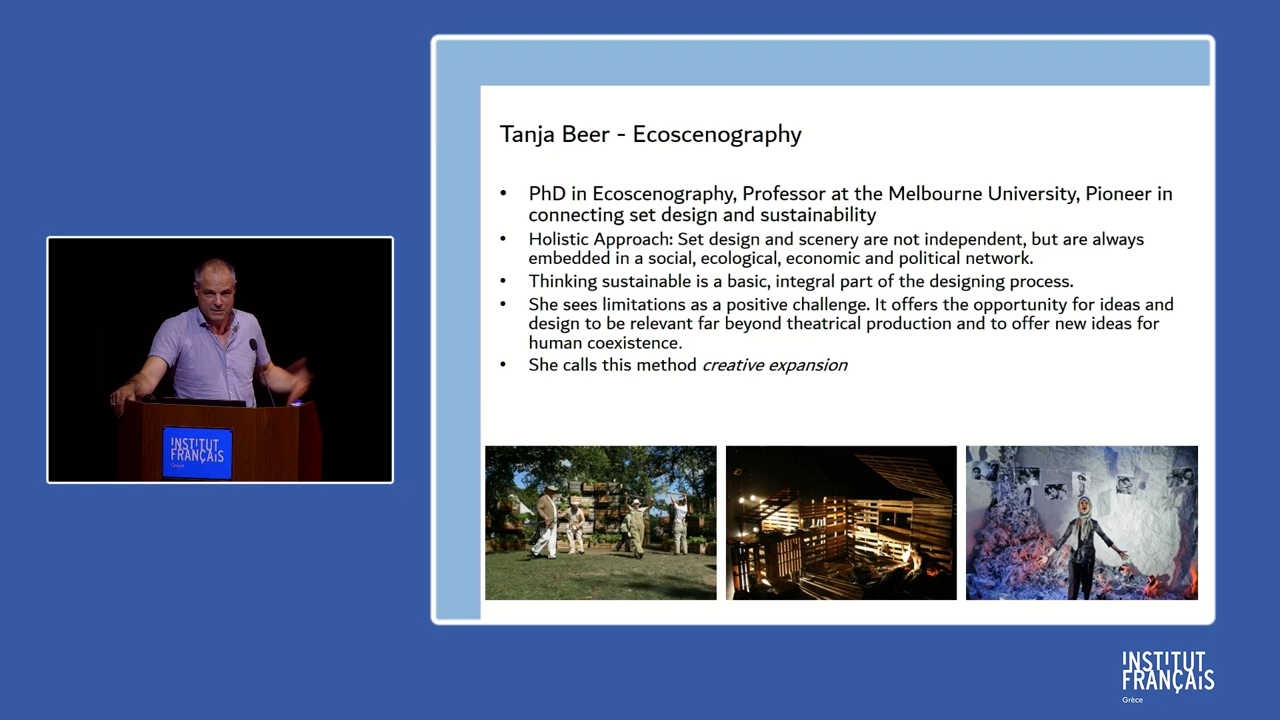 Tanja Beer - Ecoscenography
• PhD in Ecoscenography, Professor at the Melbourne University, Pioneer in
connecting set design and sustainability
• Holistic Approach: Set design and scenery are not independent, but are always
embedded in a social, ecological, economic and political network.
• Thinking sustainable is a basic, integral part of the designing process.
• She sees limitations as a positive challenge. It offers the opportunity for ideas and
design to be relevant far beyond theatrical production and to offer new ideas for
human coexistence.
• She calls this method creative expansion
INSTITUT
FRANÇAIS
Grèce
INSTITUT
FRANÇAIS
Grèce